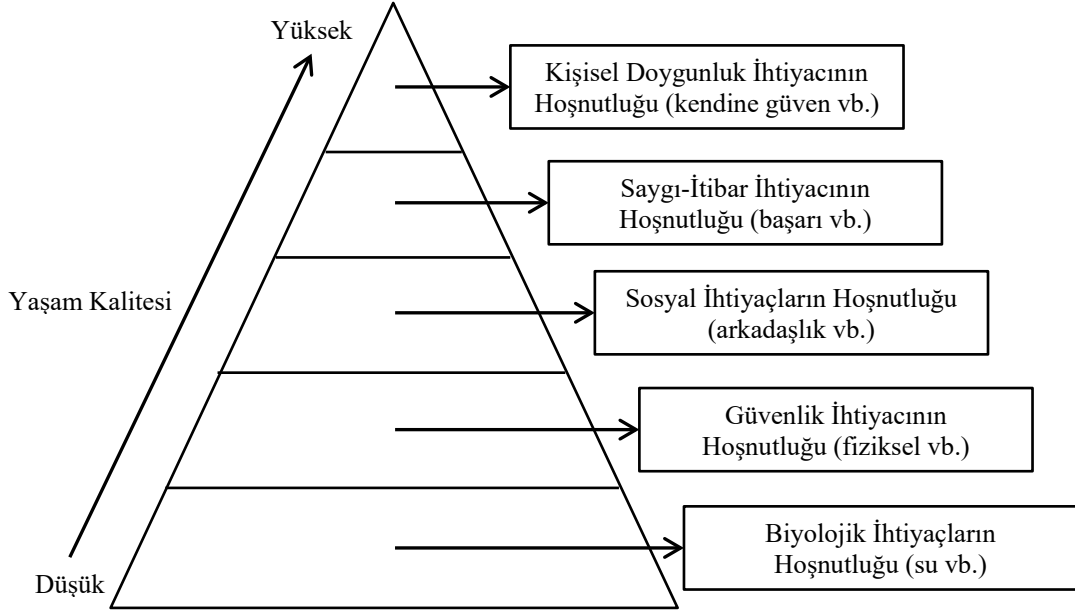 Yüksek
Kişisel Doygunluk İhtiyacının
Hoşnutluğu (kendine güven vb.)
Saygı-İtibar İhtiyacının
Hoşnutluğu (başarı vb.)
Yaşam Kalitesi
Sosyal İhtiyaçların Hoşnutluğu
(arkadaşlık vb.)
Güvenlik İhtiyacının
Hoşnutluğu (fiziksel vb.)
Biyolojik İhtiyaçların
Hoşnutluğu (su vb.)
Düşük